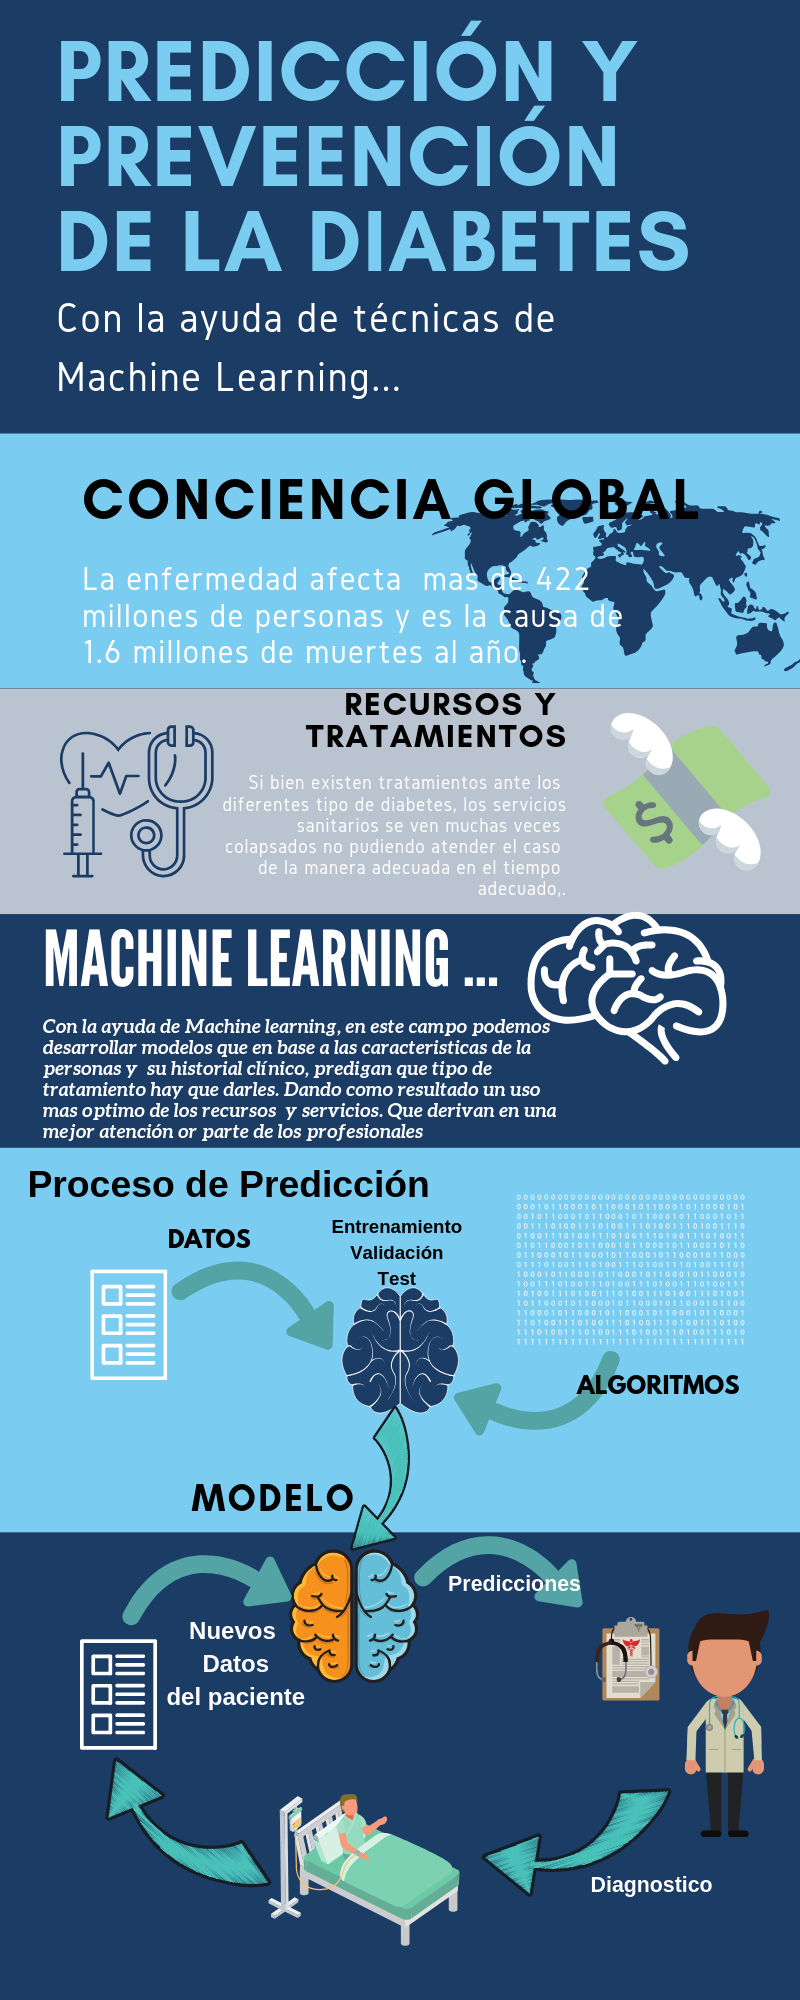 PREDICCIÓN Y
PREVEENCIÓN
DE LA DIABETES
Con la ayuda de técnicas de
Machine Learning...
CONCIENCIA GLOBAL
La enfermedad afecta  mas de 422
millones de personas y es la causa de
1.6 millones de muertes al año.
RECURSOS Y
TRATAMIENTOS
Si bien existen tratamientos ante los
diferentes tipo de diabetes, los servicios
sanitarios se ven muchas veces
colapsados no pudiendo atender el caso
de la manera adecuada en el tiempo
adecuado,.
$
MACHINE LEARNING ...
Con la ayuda de Machine learning, en este campo podemos
desarrollar modelos que en base a las caracteristicas de la
personas y  su historial clínico, predigan que tipo de
tratamiento hay que darles. Dando como resultado un uso
mas optimo de los recursos  y servicios. Que derivan en una
mejor atención or parte de los profesionales
Proceso de Predicción
DATOS
Entrenamiento
Validación
Test
ALGORITMOS
MODELO
Predicciones
Nuevos
Datos
del paciente
Diagnostico